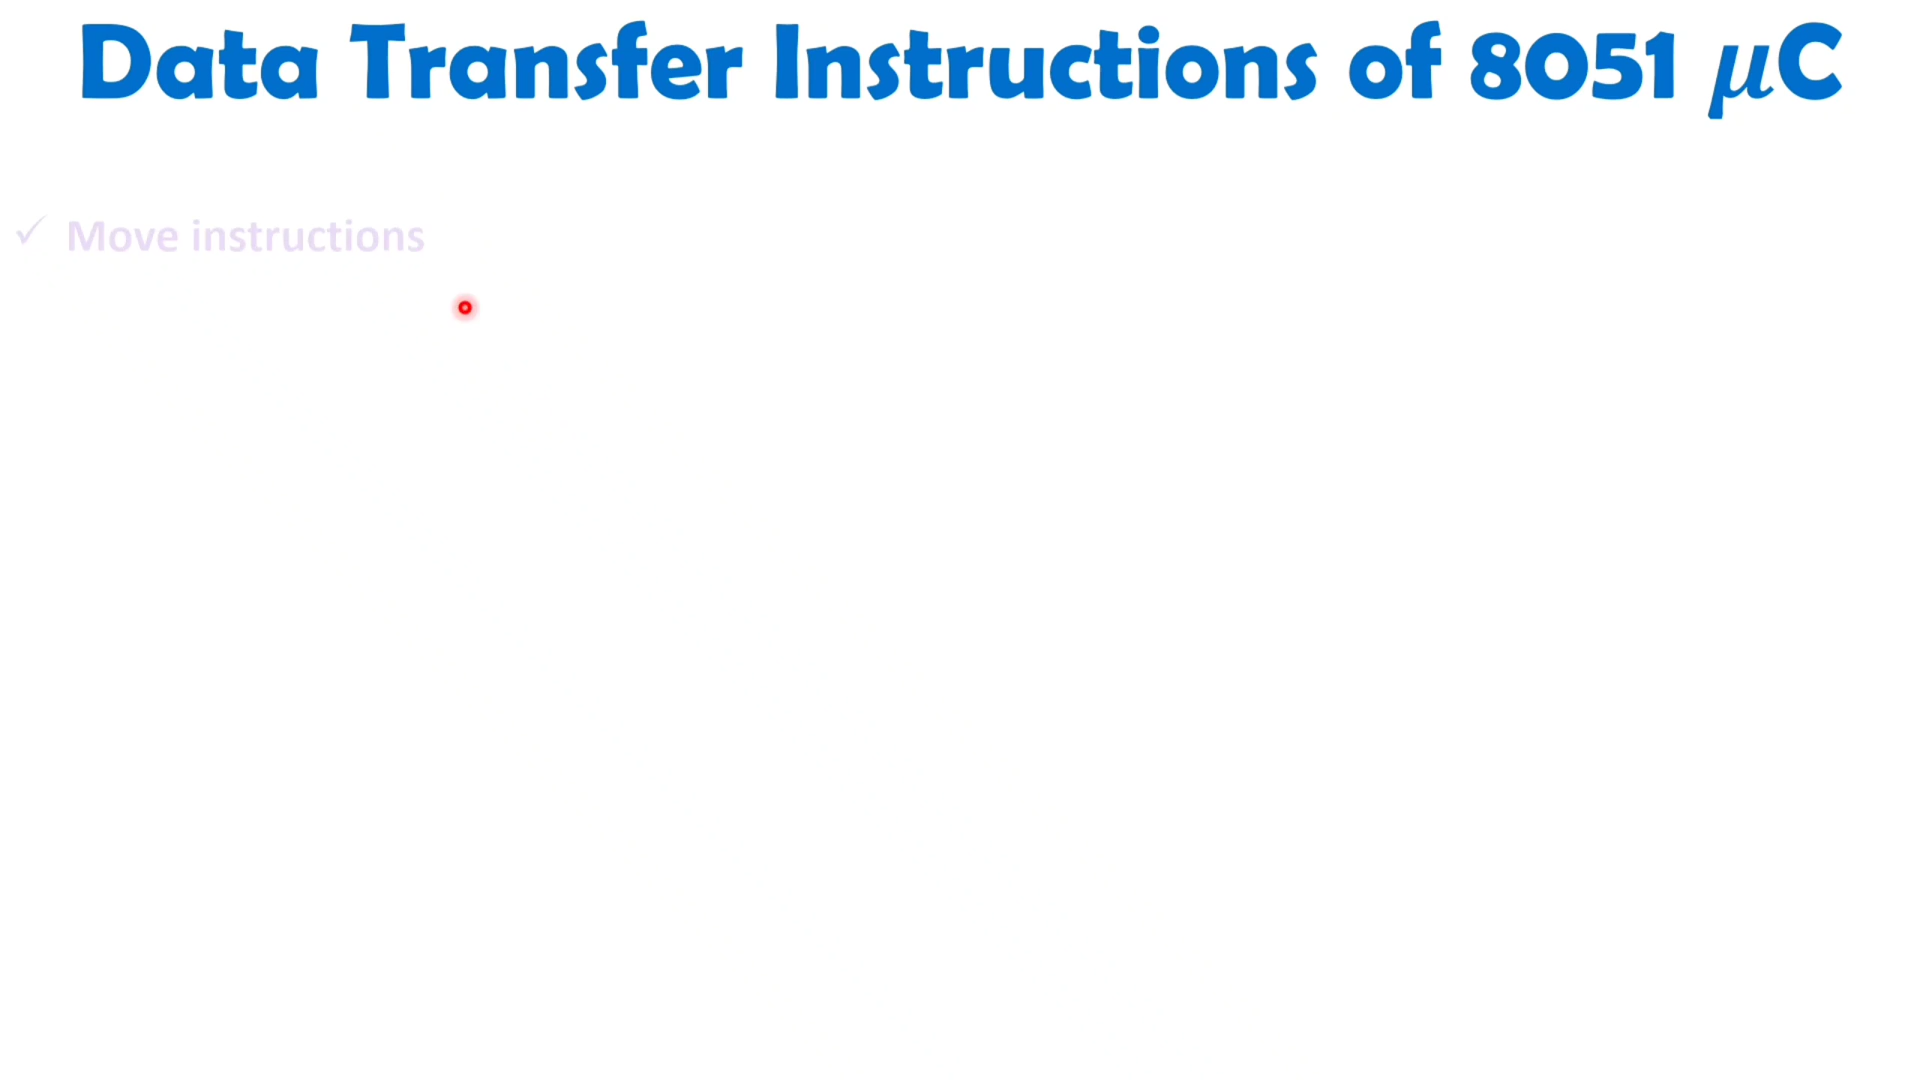 Data Transfer Instructions of 8051 𝜇C
✓ Move instructions